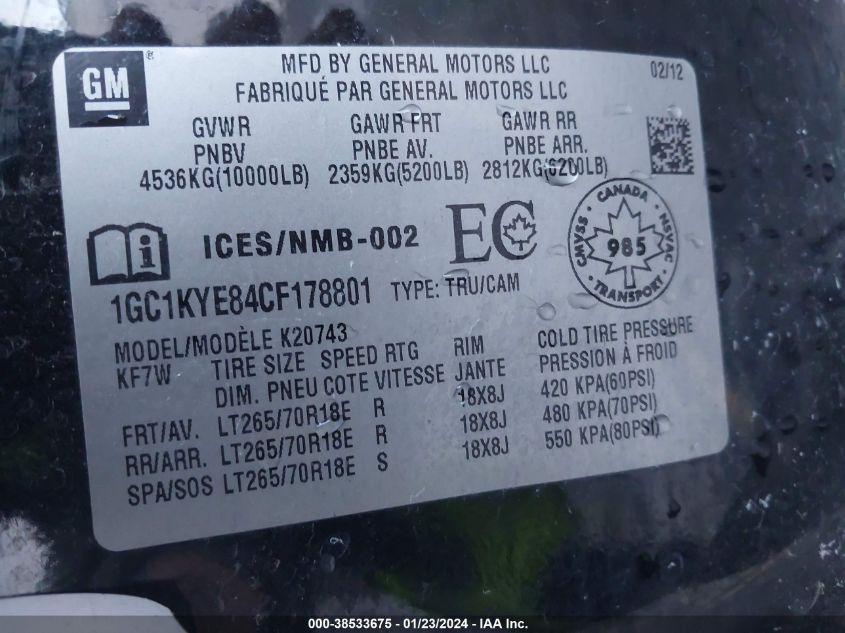 GM
MFD BY GENERAL MOTORS LLC
02/12
FABRIQUÉ PAR GENERAL MOTORS LLC
GVWR GAWR FRT GAWR RR
PNBV PNBE AV. PNBE ARR.
4536KG(10000LB) 2359KG(5200LB) 2812KG(6200LB)
i ICES/NMB-002 EC
CANADA
CMVSS NSVAC
985
TRANSPORT
1GC1KYE84CF178801 TYPE: TRU/CAM
MODEL/MODÈLE K20743
KF7W TIRE SIZE SPEED RTG RIM COLD TIRE PRESSURE
DIM. PNEU COTE VITESSE JANTE PRESSION À FROID
FRT/AV. LT265/70R18E R 18X8J 420 KPA(60PSI)
RR/ARR. LT265/70R18E R 18X8J 480 KPA(70PSI)
SPA/SOS LT265/70R18E S 18X8J 550 KPA(80PSI)
000-38533675 — 01/23/2024 — IAA Inc.